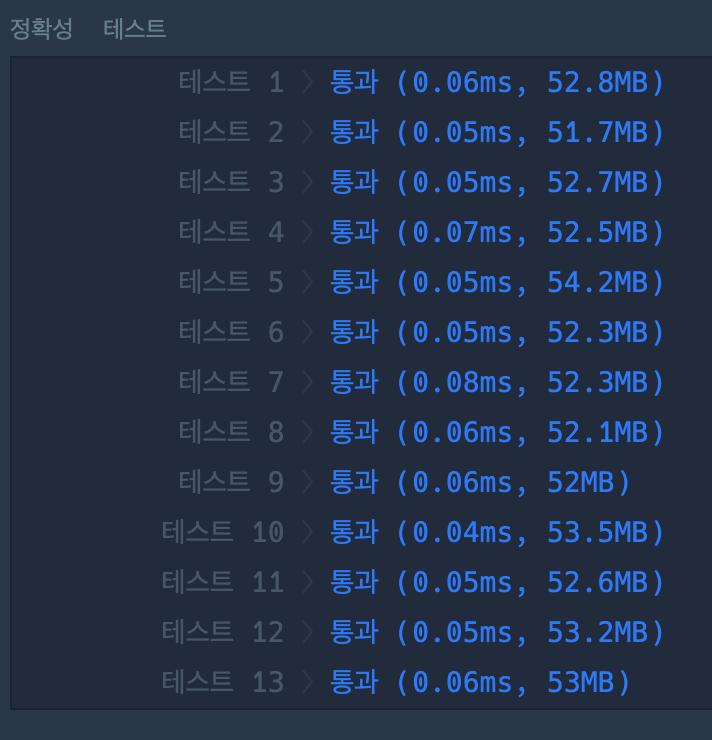 정확성  테스트
테스트 1 〉 통과 (0.06ms, 52.8MB)
테스트 2 〉 통과 (0.05ms, 51.7MB)
테스트 3 〉 통과 (0.05ms, 52.7MB)
테스트 4 〉 통과 (0.07ms, 52.5MB)
테스트 5 〉 통과 (0.05ms, 54.2MB)
테스트 6 〉 통과 (0.05ms, 52.3MB)
테스트 7 〉 통과 (0.08ms, 52.3MB)
테스트 8 〉 통과 (0.06ms, 52.1MB)
테스트 9 〉 통과 (0.06ms, 52MB)
테스트 10 〉 통과 (0.04ms, 53.5MB)
테스트 11 〉 통과 (0.05ms, 52.6MB)
테스트 12 〉 통과 (0.05ms, 53.2MB)
테스트 13 〉 통과 (0.06ms, 53MB)